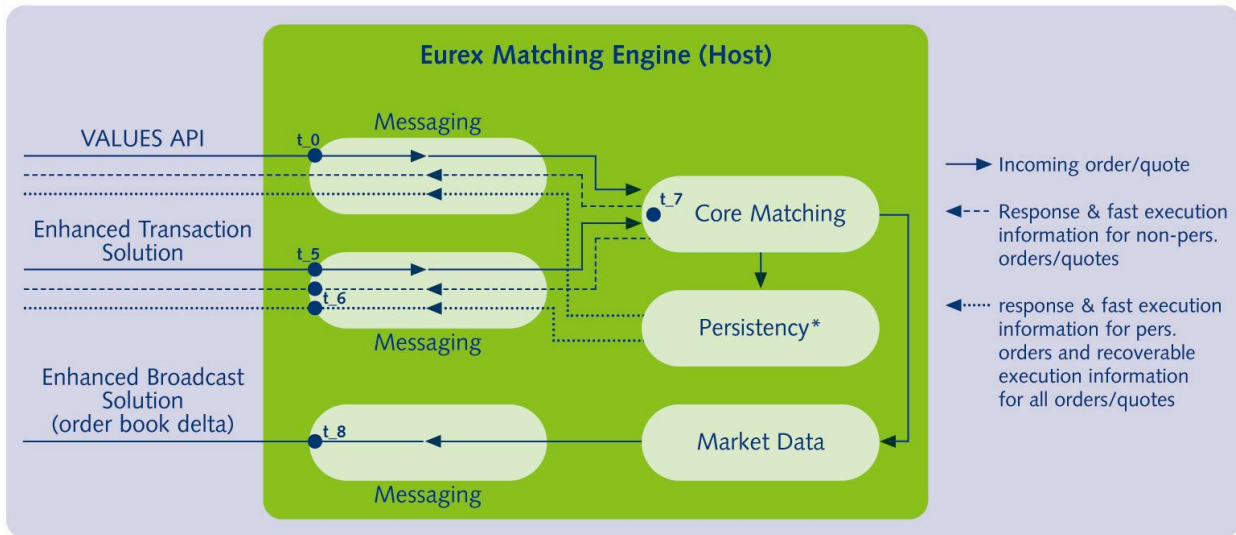 Eurex Matching Engine (Host)
Messaging
VALUES API
t_0
t_7
Core Matching
Enhanced Transaction
Solution
t_5
t_6
Messaging
Persistency*
Enhanced Broadcast
Solution
(order book delta)
t_8
Market Data
Messaging
Incoming order/quote
Response & fast execution
information for non-pers.
orders/quotes
response & fast execution
information for pers.
orders and recoverable
execution information
for all orders/quotes